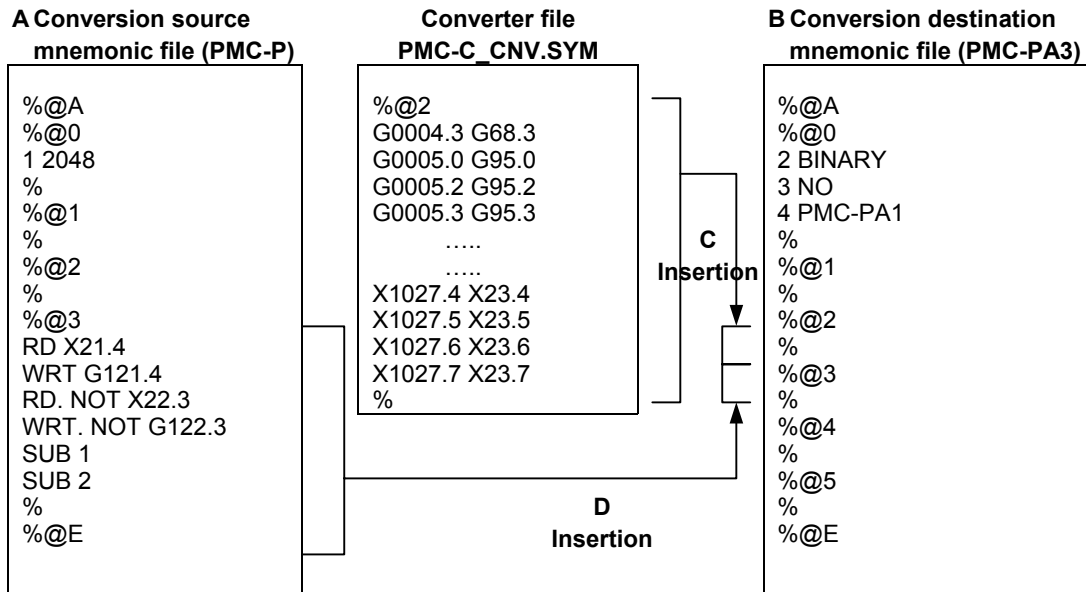 A Conversion source
mnemonic file (PMC-P)
%@A
%@0
1 2048
%
%@1
%
%@2
%
%@3
RD X21.4
WRT G121.4
RD. NOT X22.3
WRT. NOT G122.3
SUB 1
SUB 2
%
%@E
Converter file
PMC-C_CNV.SYM
%@2
G0004.3 G68.3
G0005.0 G95.0
G0005.2 G95.2
G0005.3 G95.3
…..
…..
X1027.4 X23.4
X1027.5 X23.5
X1027.6 X23.6
X1027.7 X23.7
%
C
Insertion
D
Insertion
B Conversion destination
mnemonic file (PMC-PA3)
%@A
%@0
2 BINARY
3 NO
4 PMC-PA1
%
%@1
%
%@2
%
%@3
%
%@4
%
%@5
%
%@E